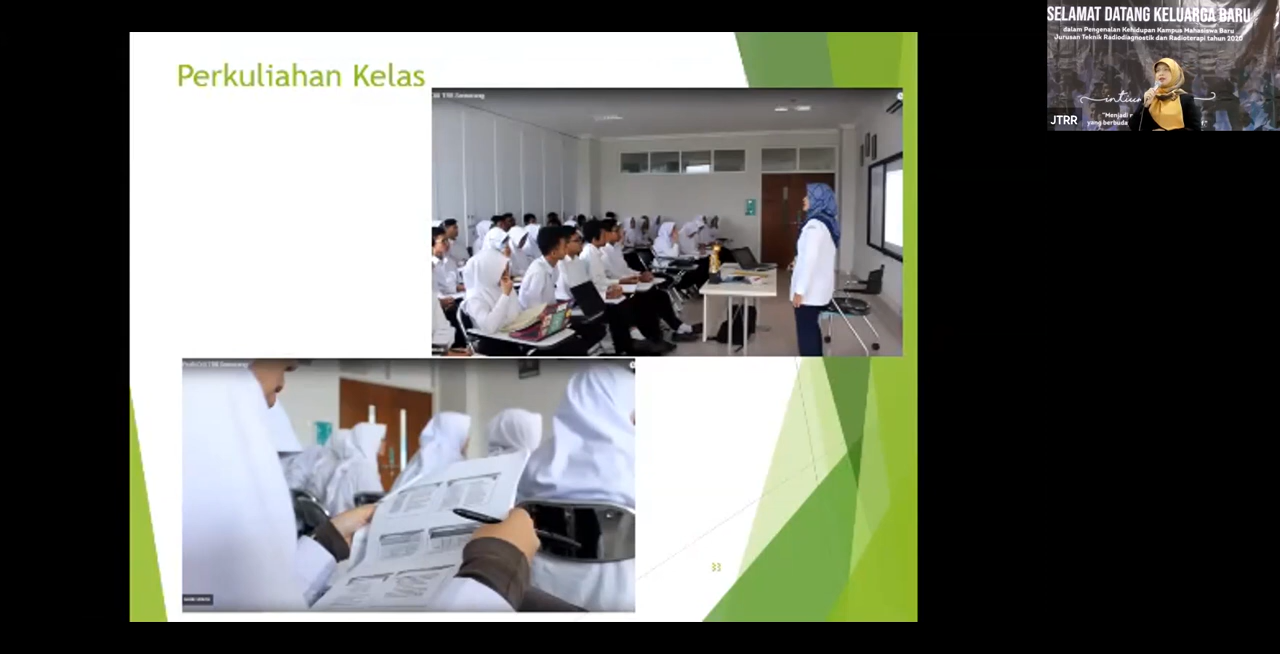 Perkuliahan Kelas
33
SELAMAT DATANG KELUARGA BARU
dalam Pengenalan Kehidupan Kampus Mahasiswa Baru
Jurusan Teknik Radiodiagnostik dan Radioterapi tahun 2020
"Menjadi
JTRR